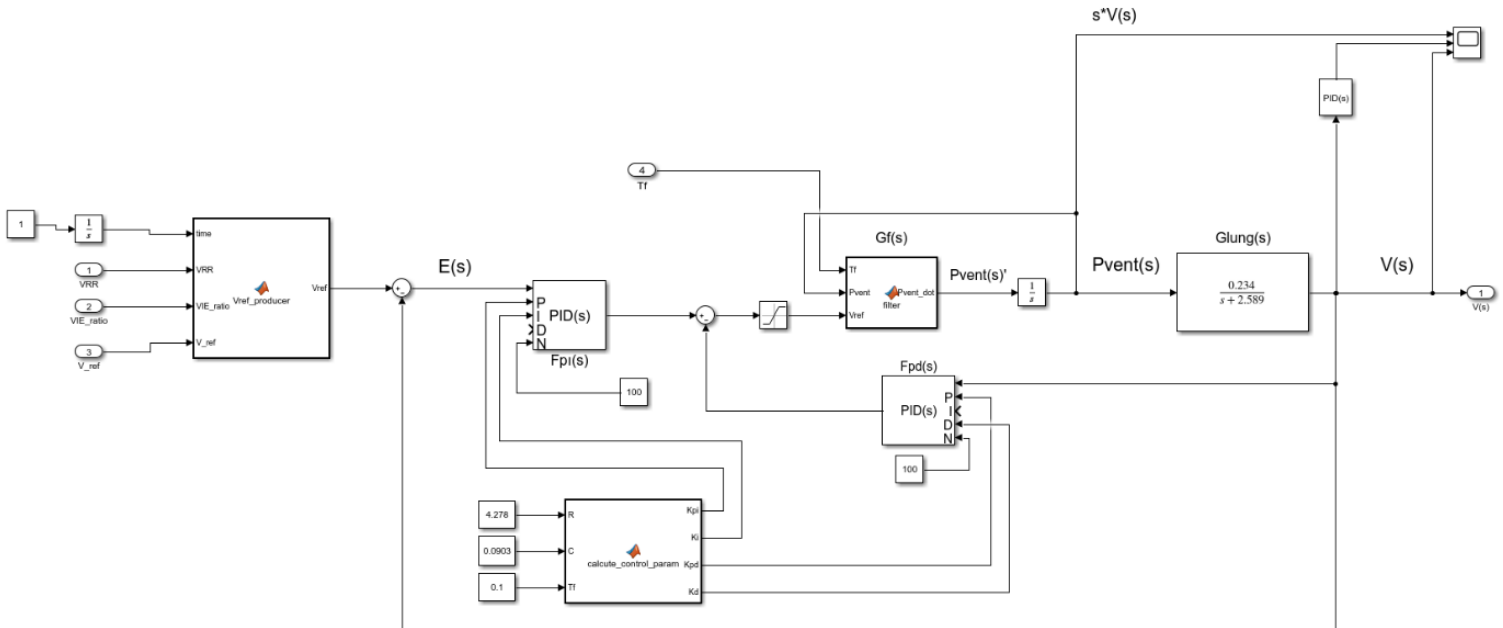 s*V(s)
PID(s)
4
Tf
1
1
s
time
1
VRR
VRR
2
VIE_ratio
VIE_ratio
3
V_ref
V_ref
Vref_producer
Vref
+
-
E(s)
P
I
D
N
PID(s)
Fpi(s)
100
+
-
Gf(s)
Tf
Pvent
Vref
filter
Pvent_dot
Pvent(s)'
1
s
Pvent(s)
Glung(s)
0.234
s + 2.589
V(s)
1
V(s)
Fpd(s)
PID(s)
P
I
D
N
100
4.278
0.0903
0.1
R
C
Tf
calcute_control_param
Kpi
Ki
Kpd
Kd